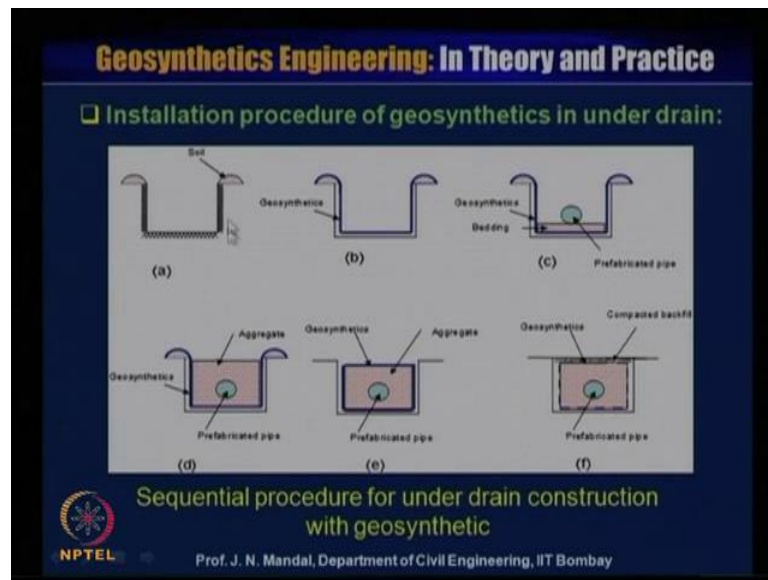 Geosynthetics Engineering: In Theory and Practice
Installation procedure of geosynthetics in under drain:
Soil
(a)
Geosynthetics
(b)
Geosynthetics
Bedding
Prefabricated pipe
(c)
Aggregate
Geosynthetics
Prefabricated pipe
(d)
Geosynthetics
Aggregate
Prefabricated pipe
(e)
Compacted backfill
Geosynthetics
Prefabricated pipe
(f)
Sequential procedure for under drain construction
with geosynthetic
NPTEL
Prof. J. N. Mandal, Department of Civil Engineering, IIT Bombay